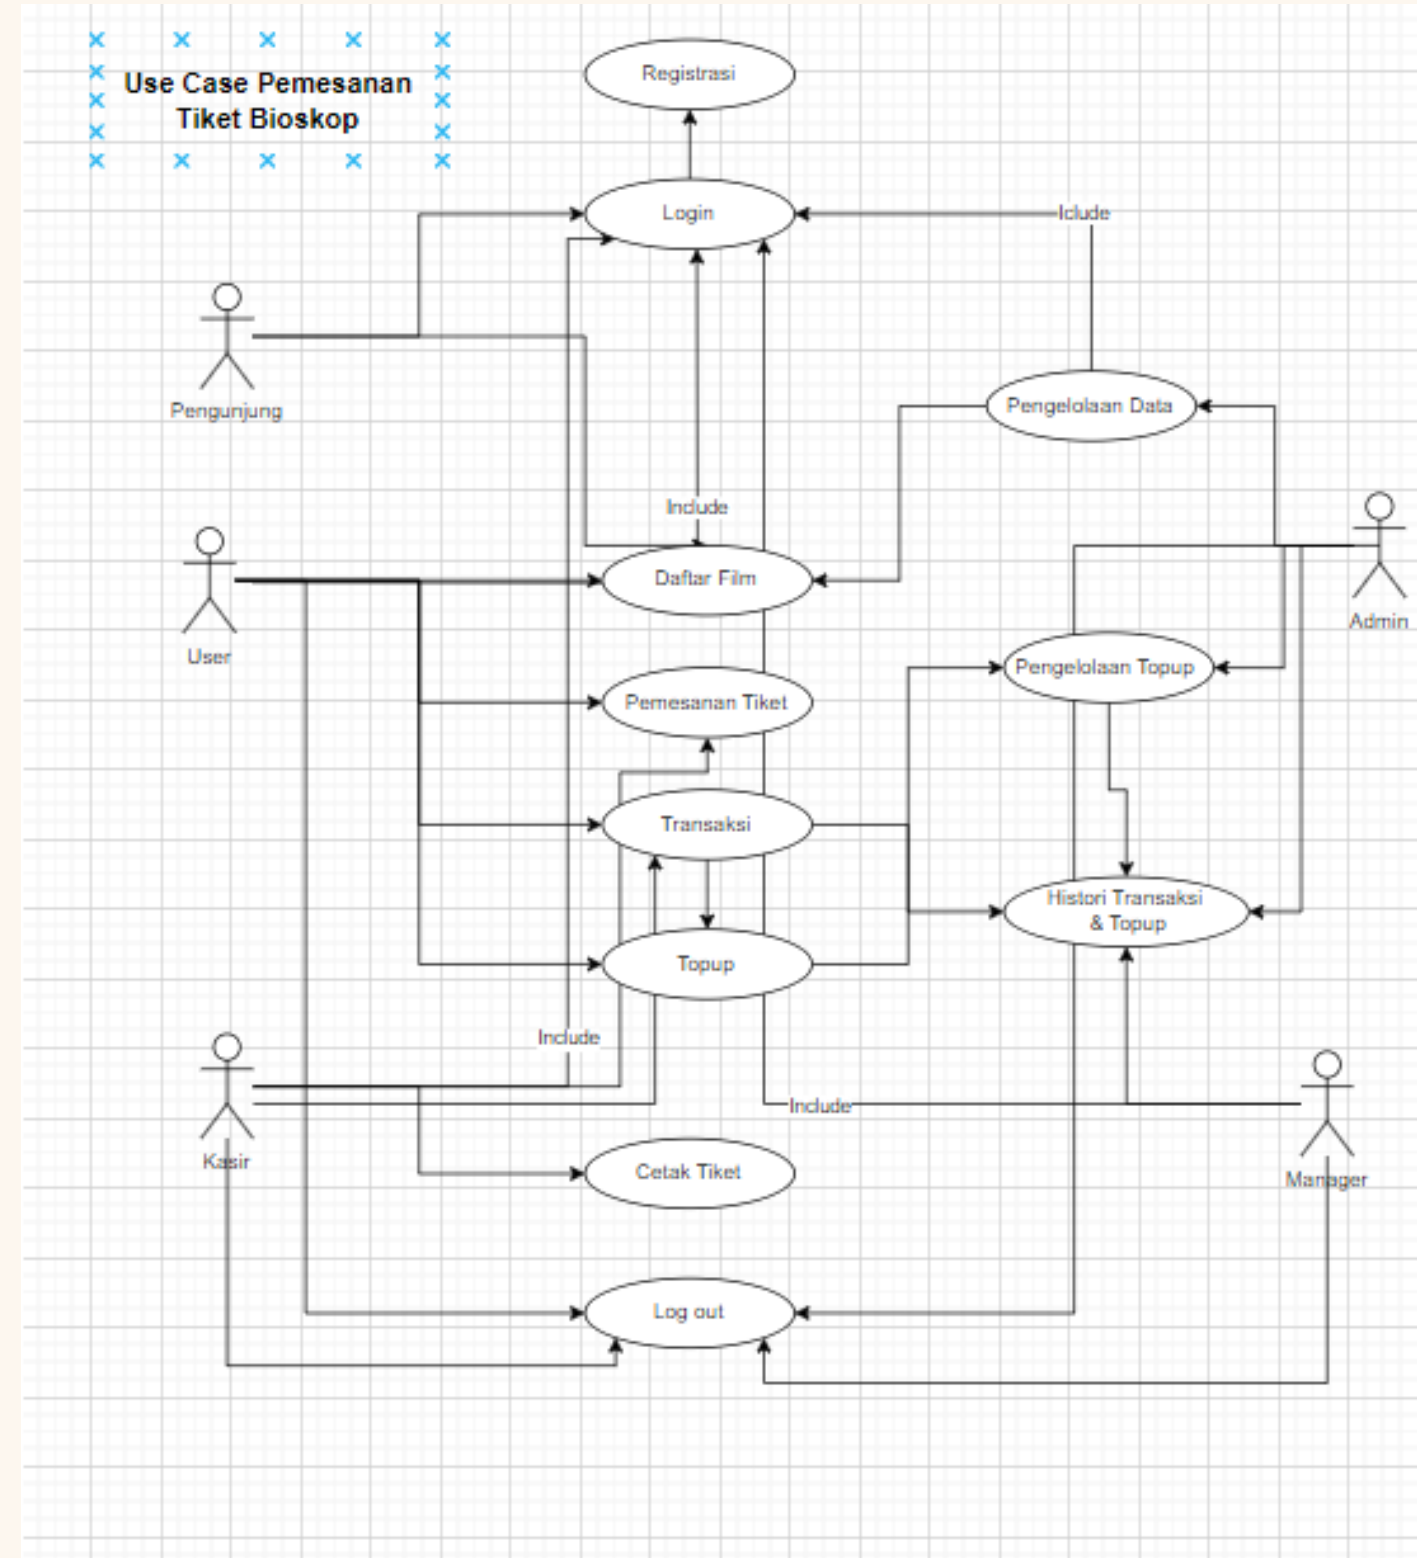 Use Case Pemesanan
Tiket Bioskop
Registrasi
Login
Iclude
Pengunjung
Pengelolaan Data
Include
Daftar Film
User
Admin
Pengelolaan Topup
Pemesanan Tiket
Transaksi
Histori Transaksi
& Topup
Topup
Include
Include
Kasir
Cetak Tiket
Manager
Log out